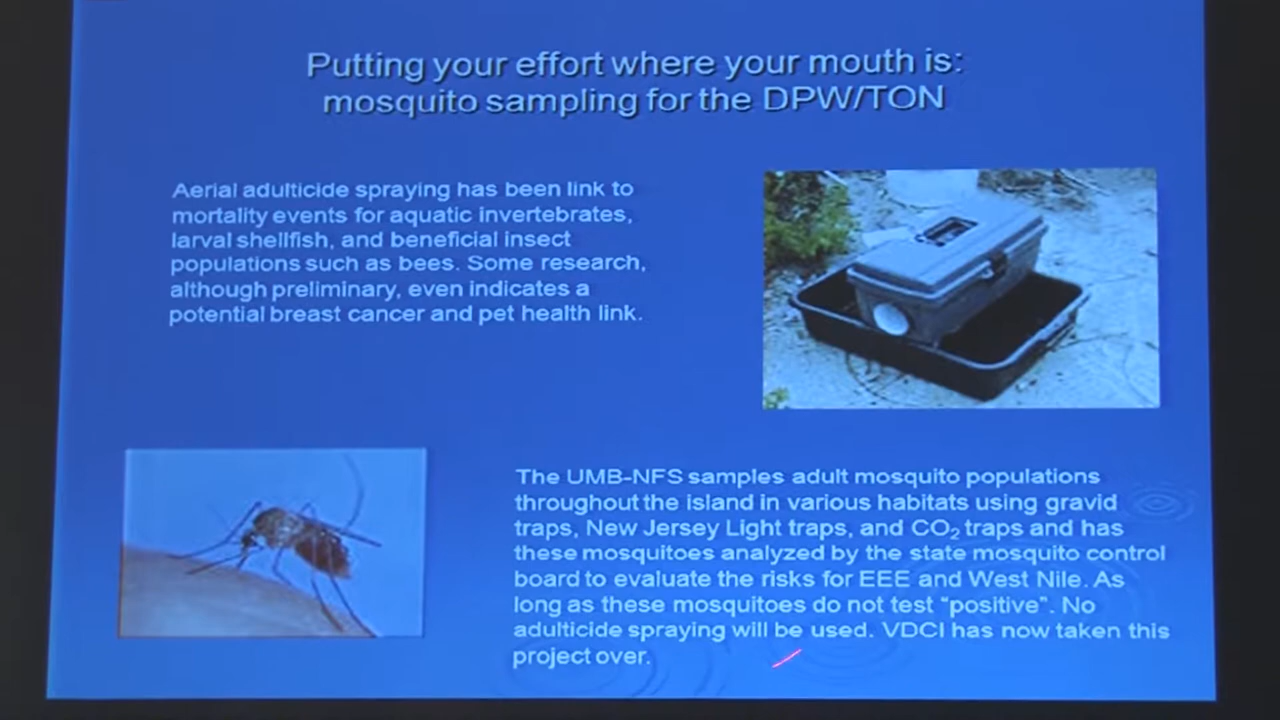 Putting your effort where your mouth is:
mosquito sampling for the DPW/TON
Aerial adulticide spraying has been link to
mortality events for aquatic invertebrates,
larval shellfish, and beneficial insect
populations such as bees. Some research,
although preliminary, even indicates a
potential breast cancer and pet health link.
The UMB-NFS samples adult mosquito populations
throughout the island in various habitats using gravid
traps, New Jersey Light traps, and CO₂ traps and has
these mosquitoes analyzed by the state mosquito control
board to evaluate the risks for EEE and West Nile. As
long as these mosquitoes do not test “positive”. No
adulticide spraying will be used. VDCI has now taken this
project over.